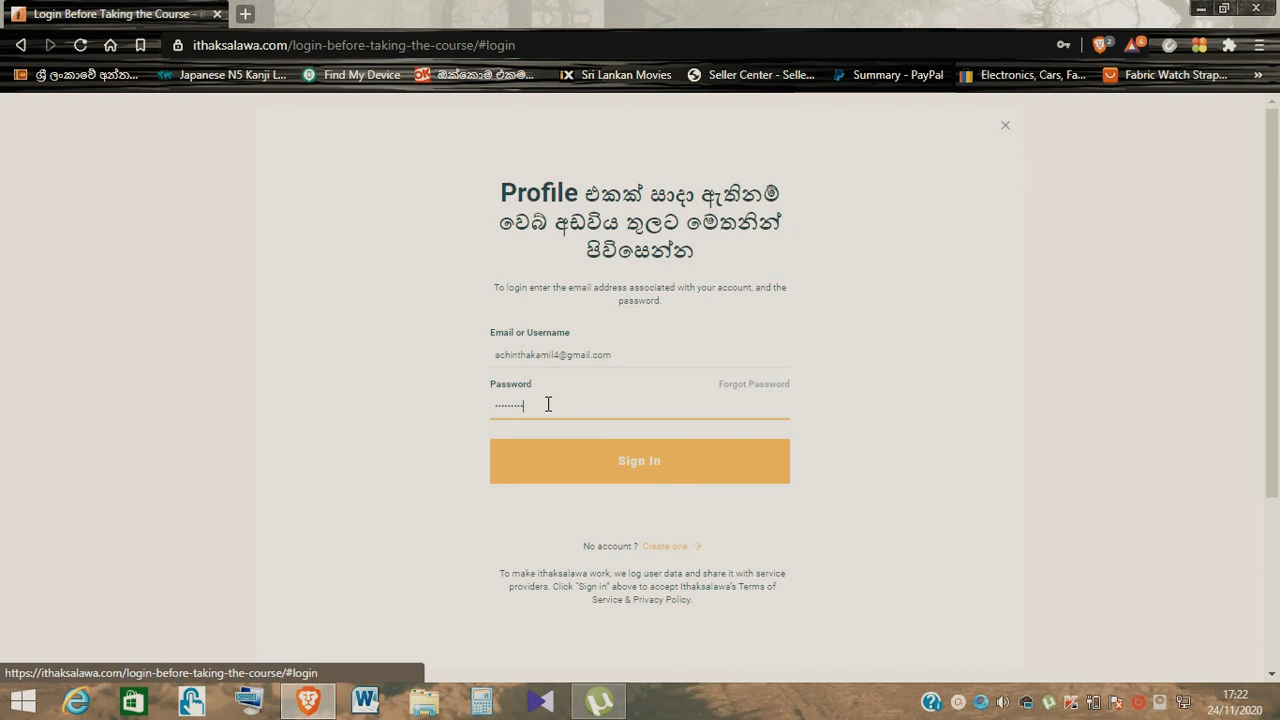 Login Before Taking the Course -
ithaksalawa.com/login-before-taking-the-course/#login
2
6
ශ්‍රී ලංකාවේ අන්ත...
Japanese N5 Kanji L...
Find My Device
ඔක්කොම එකම...
Sri Lankan Movies
Seller Center - Selle...
Summary - PayPal
Electronics, Cars, Fa...
Fabric Watch Strap...
»
Profile එකක් සාදා ඇතිනම්
වෙබ් අඩවිය තුලට මෙතනින්
පිවිසෙන්න
To login enter the email address associated with your account, and the
password.
Email or Username
achinthakamil4@gmail.com
Password
Forgot Password
Sign In
No account ? Create one
To make ithaksalawa work, we log user data and share it with service
providers. Click "Sign in" above to accept Ithaksalawa's Terms of
Service & Privacy Policy.
https://ithaksalawa.com/login-before-taking-the-course/#login
17:22
24/11/2020